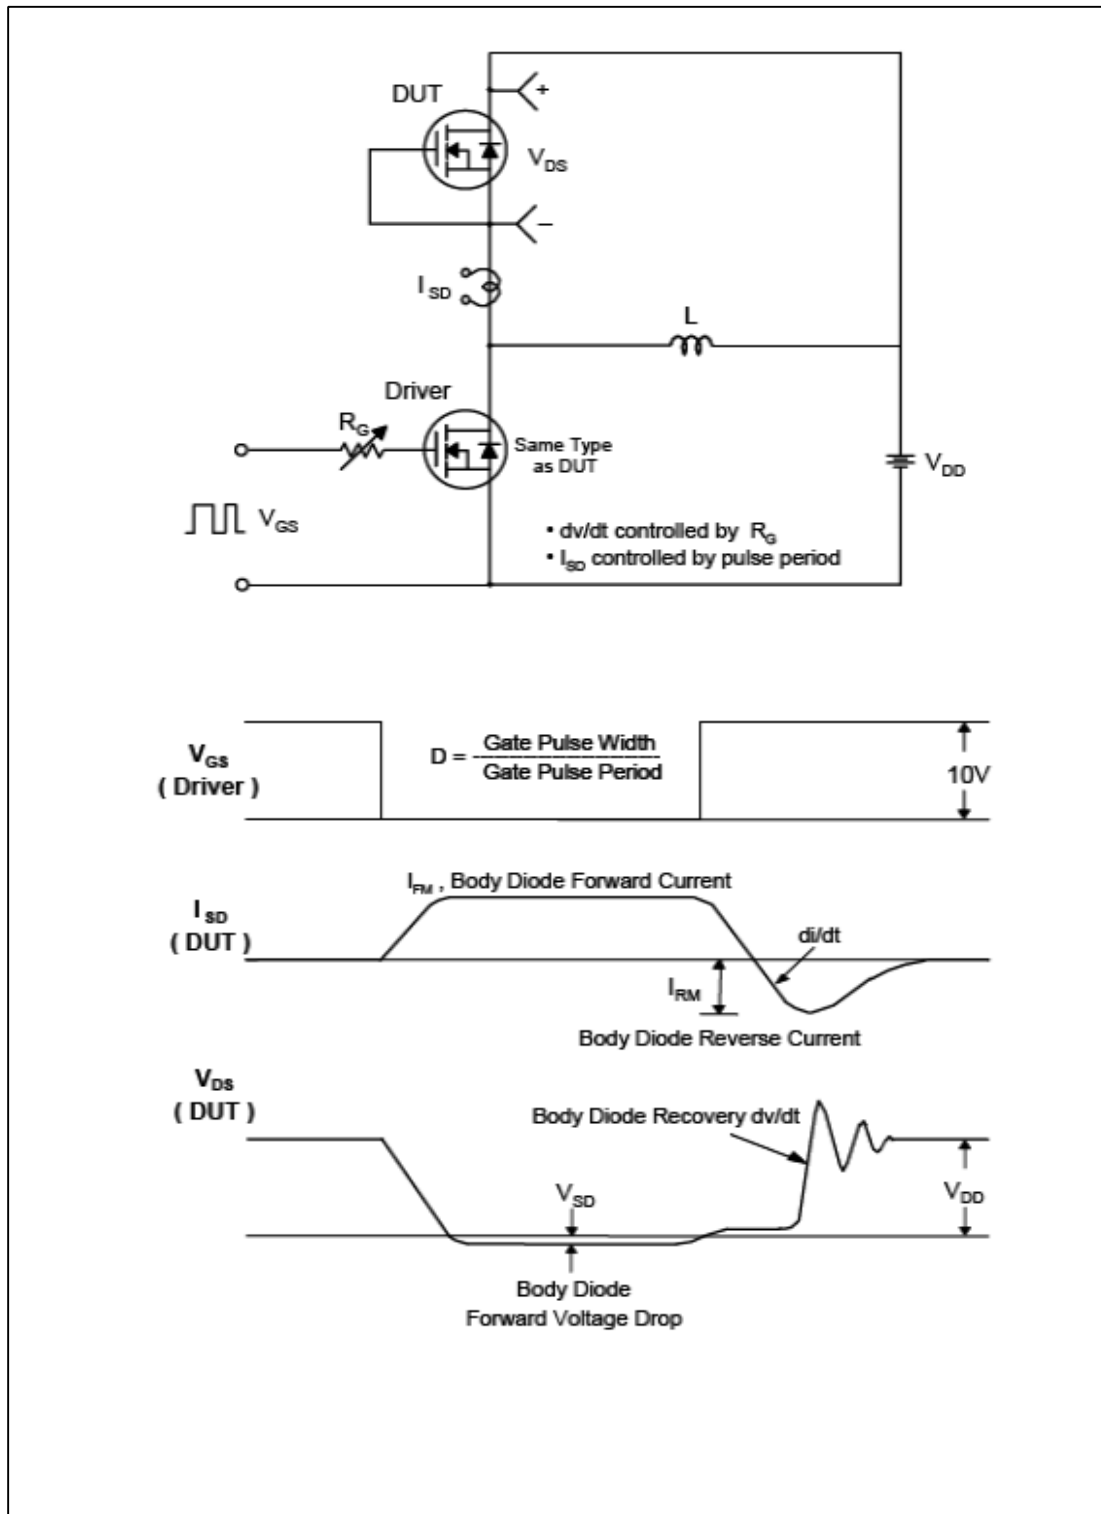 DUT
+
V_DS
–
I_SD
L
Driver
R_G
Same Type
as DUT
V_DD
V_GS
• dv/dt controlled by R_G
• I_SD controlled by pulse period
V_GS
( Driver )
D = Gate Pulse Width
Gate Pulse Period
10V
I_FM , Body Diode Forward Current
I_SD
( DUT )
di/dt
I_RM
Body Diode Reverse Current
V_DS
( DUT )
Body Diode Recovery dv/dt
V_SD
V_DD
Body Diode
Forward Voltage Drop